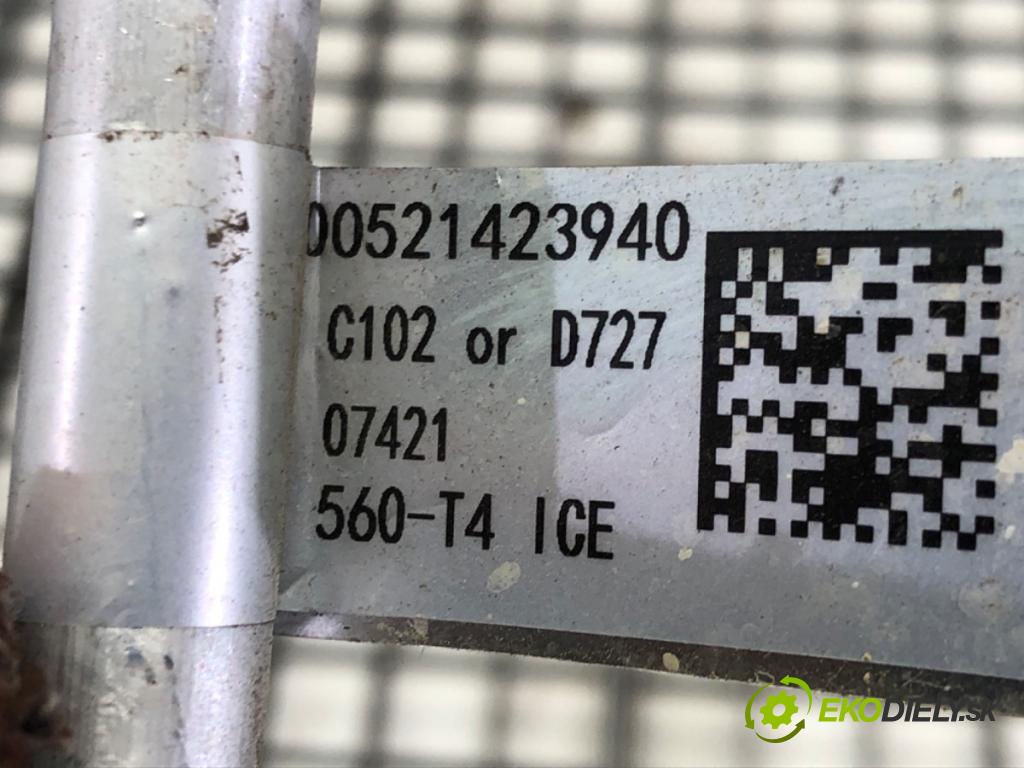 00521423940
C102 or D727
07421
560-T4 ICE
EKODIELY.SK